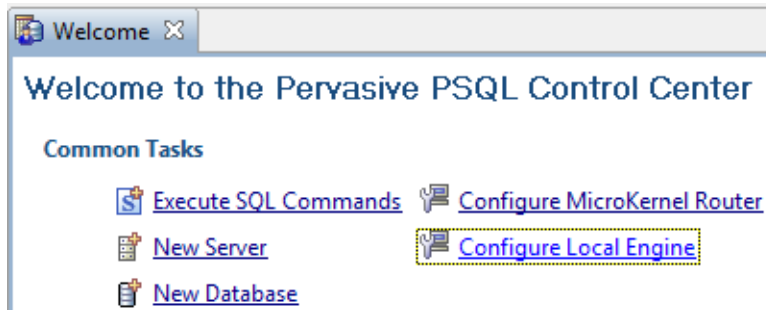 Welcome
Welcome to the Pervasive PSQL Control Center
Common Tasks
Execute SQL Commands Configure MicroKernel Router
New Server Configure Local Engine
New Database